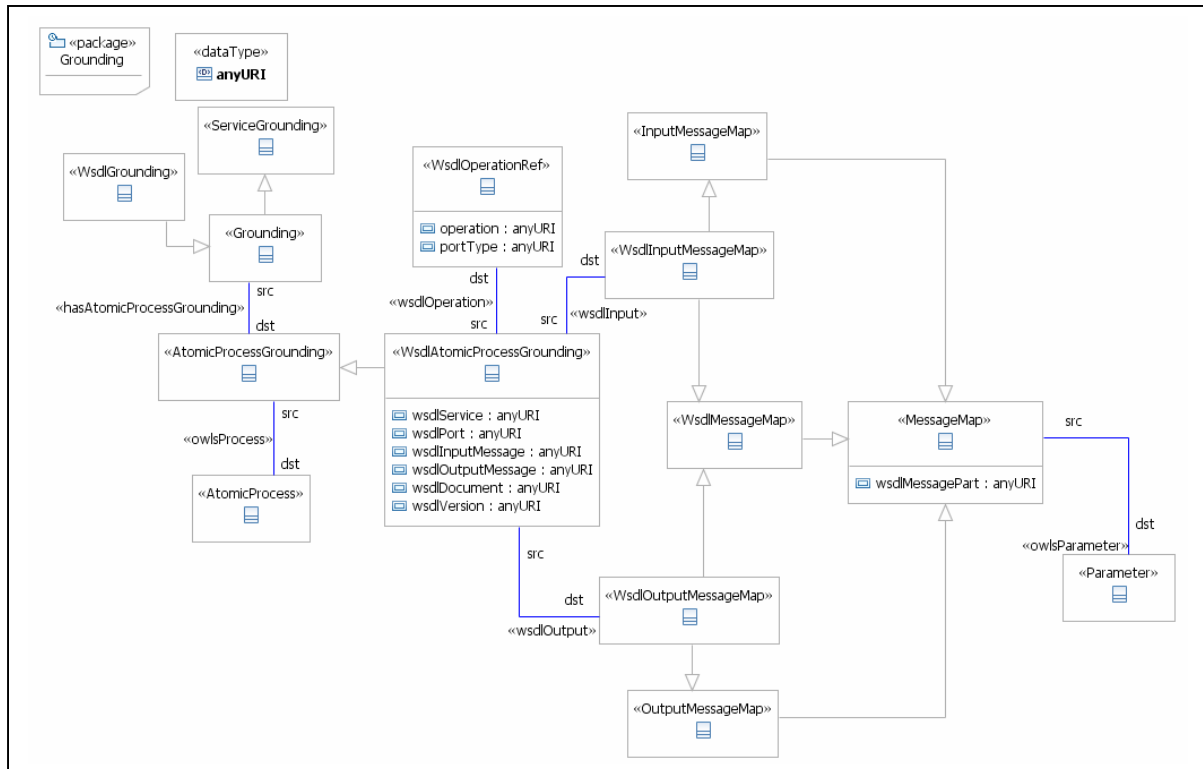 «package»
Grounding
«dataType»
anyURI
«ServiceGrounding»
«WsdlGrounding»
«Grounding»
src
«hasAtomicProcessGrounding»
dst
«AtomicProcessGrounding»
src
«owlsProcess»
dst
«AtomicProcess»
«WsdlOperationRef»
operation : anyURI
portType : anyURI
dst
«wsdlOperation»
src
«WsdlAtomicProcessGrounding»
wsdlService : anyURI
wsdlPort : anyURI
wsdlInputMessage : anyURI
wsdlOutputMessage : anyURI
wsdlDocument : anyURI
wsdlVersion : anyURI
src
dst
«wsdlOutput»
«InputMessageMap»
«WsdlInputMessageMap»
dst
«wsdlInput»
src
«WsdlMessageMap»
«MessageMap»
wsdlMessagePart : anyURI
src
dst
«owlsParameter»
«Parameter»
«WsdlOutputMessageMap»
«OutputMessageMap»